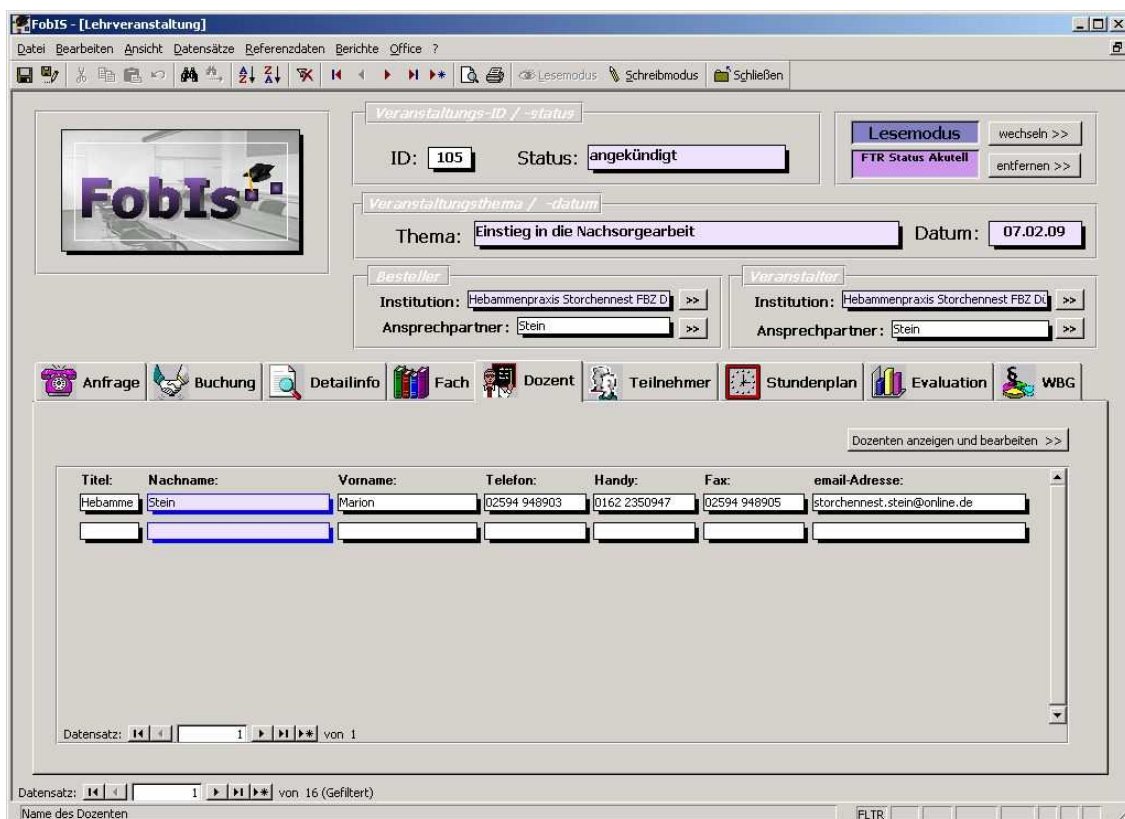 FobIS - [Lehrveranstaltung]
Datei Bearbeiten Ansicht Datensätze Referenzdaten Berichte Office ?
Lesemodus Schreibmodus Schließen
Veranstaltungs-ID / -status
ID: 105 Status: angekündigt
Lesemodus wechseln >>
FTR Status Akutell entfernen >>
FobIs
Veranstaltungsthema / -datum
Thema: Einstieg in die Nachsorgearbeit Datum: 07.02.09
Besteller Veranstalter
Institution: Hebammenpraxis Storchennest FBZ D >> Institution: Hebammenpraxis Storchennest FBZ Dü >>
Ansprechpartner: Stein >> Ansprechpartner: Stein >>
Anfrage Buchung Detailinfo Fach Dozent Teilnehmer Stundenplan Evaluation § WBG
Dozenten anzeigen und bearbeiten >>
Titel: Nachname: Vorname: Telefon: Handy: Fax: email-Adresse:
Hebamme Stein Marion 02594 948903 0162 2350947 02594 948905 storchennest.stein@online.de
Datensatz: 1 von 1
Datensatz: 1 von 16 (Gefiltert)
Name des Dozenten FLTR